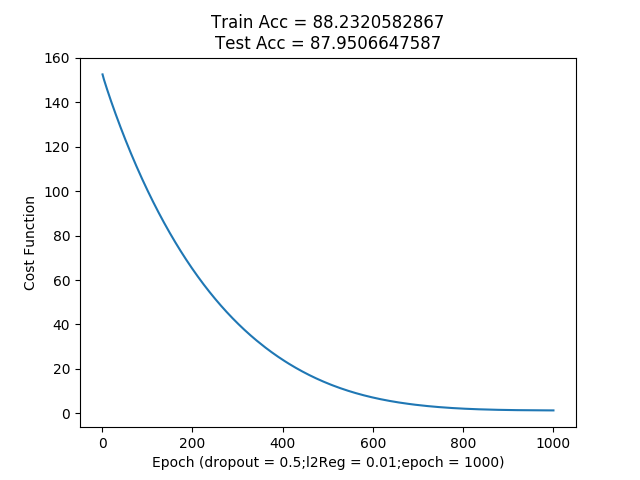 Train Acc = 88.2320582867
Test Acc = 87.9506647587
160
140
120
100
80
60
40
20
0
Cost Function
0 200 400 600 800 1000
Epoch (dropout = 0.5;l2Reg = 0.01;epoch = 1000)